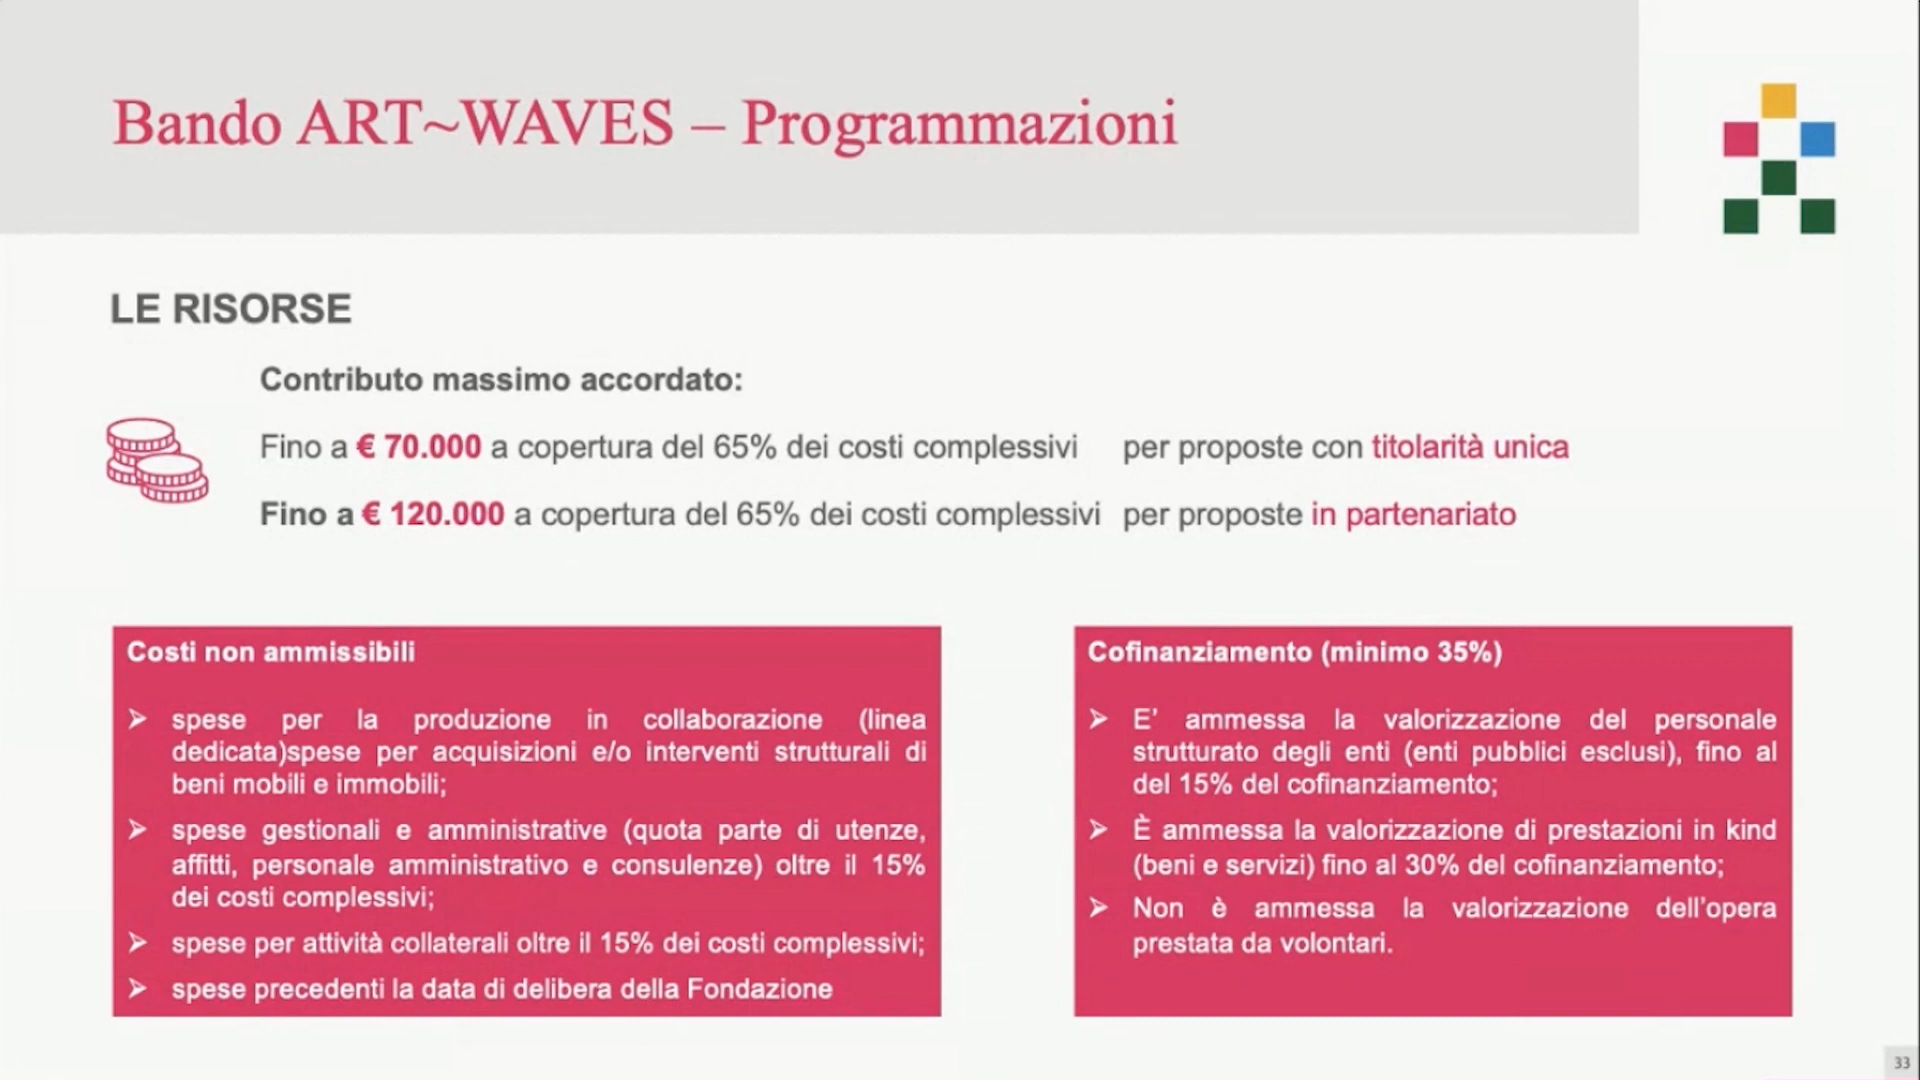 Bando ART~WAVES – Programmazioni
LE RISORSE
Contributo massimo accordato:
Fino a € 70.000 a copertura del 65% dei costi complessivi per proposte con titolarità unica
Fino a € 120.000 a copertura del 65% dei costi complessivi per proposte in partenariato
Costi non ammissibili
➢ spese per la produzione in collaborazione (linea
dedicata)spese per acquisizioni e/o interventi strutturali di
beni mobili e immobili;
➢ spese gestionali e amministrative (quota parte di utenze,
affitti, personale amministrativo e consulenze) oltre il 15%
dei costi complessivi;
➢ spese per attività collaterali oltre il 15% dei costi complessivi;
➢ spese precedenti la data di delibera della Fondazione
Cofinanziamento (minimo 35%)
➢ E’ ammessa la valorizzazione del personale
strutturato degli enti (enti pubblici esclusi), fino al
del 15% del cofinanziamento;
➢ È ammessa la valorizzazione di prestazioni in kind
(beni e servizi) fino al 30% del cofinanziamento;
➢ Non è ammessa la valorizzazione dell’opera
prestata da volontari.
33